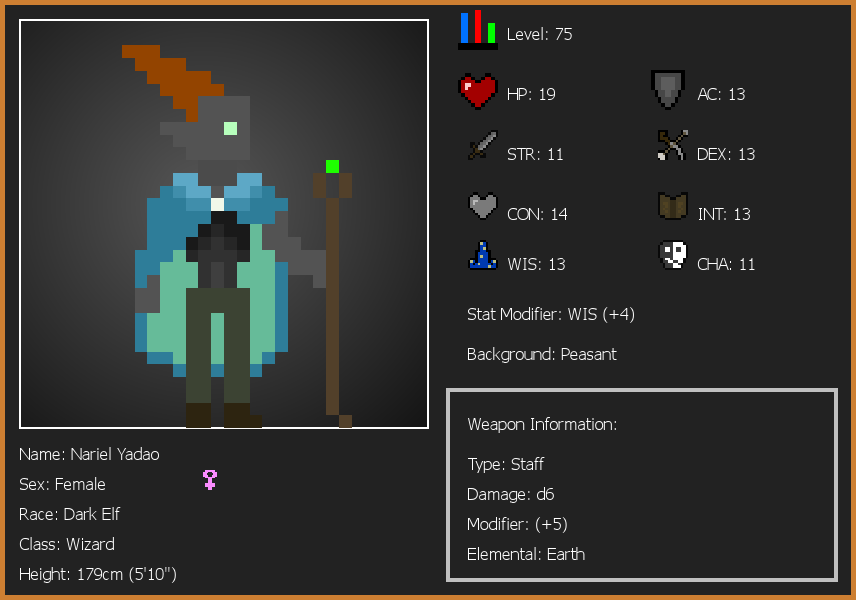 Level: 75
HP: 19
AC: 13
STR: 11
DEX: 13
CON: 14
INT: 13
WIS: 13
CHA: 11
Stat Modifier: WIS (+4)
Background: Peasant
Weapon Information:
Type: Staff
Damage: d6
Modifier: (+5)
Elemental: Earth
Name: Nariel Yadao
Sex: Female
Race: Dark Elf
Class: Wizard
Height: 179cm (5'10")